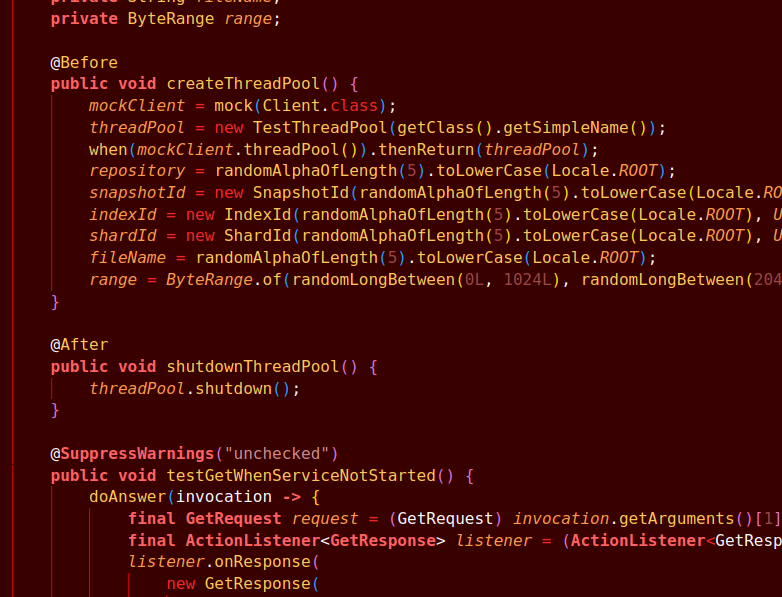 private String fileName;
private ByteRange range;
@Before
public void createThreadPool() {
mockClient = mock(Client.class);
threadPool = new TestThreadPool(getClass().getSimpleName());
when(mockClient.threadPool()).thenReturn(threadPool);
repository = randomAlphaOfLength(5).toLowerCase(Locale.ROOT);
snapshotId = new SnapshotId(randomAlphaOfLength(5).toLowerCase(Locale.RO
indexId = new IndexId(randomAlphaOfLength(5).toLowerCase(Locale.ROOT), U
shardId = new ShardId(randomAlphaOfLength(5).toLowerCase(Locale.ROOT), U
fileName = randomAlphaOfLength(5).toLowerCase(Locale.ROOT);
range = ByteRange.of(randomLongBetween(0L, 1024L), randomLongBetween(204
}
@After
public void shutdownThreadPool() {
threadPool.shutdown();
}
@SuppressWarnings("unchecked")
public void testGetWhenServiceNotStarted() {
doAnswer(invocation -> {
final GetRequest request = (GetRequest) invocation.getArguments()[1]
final ActionListener<GetResponse> listener = (ActionListener<GetResp
listener.onResponse(
new GetResponse(